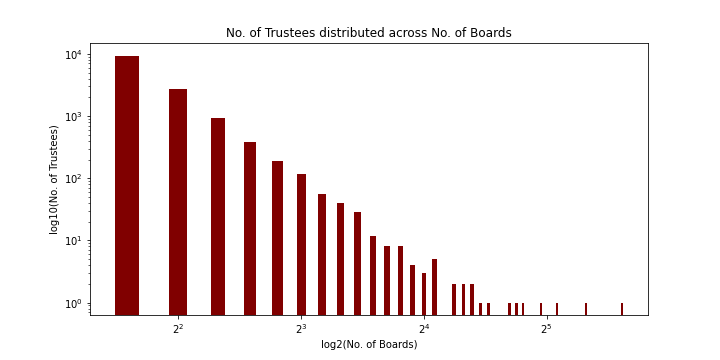 No. of Trustees distributed across No. of Boards
log10(No. of Trustees)
10⁴
10³
10²
10¹
10⁰
2² 2³ 2⁴ 2⁵
log2(No. of Boards)